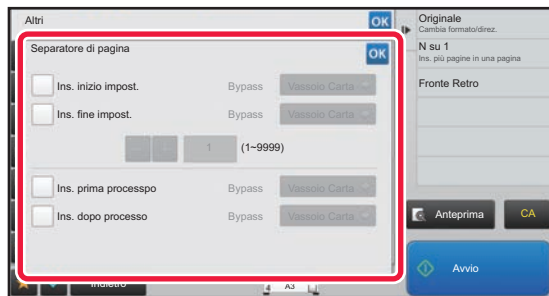 Altri
OK
Separatore di pagina
OK
Ins. inizio impost.
Bypass
Vassoio Carta
Ins. fine impost.
Bypass
Vassoio Carta
1
(1~9999)
Ins. prima processpo
Bypass
Vassoio Carta
Ins. dopo processo
Bypass
Vassoio Carta
Indietro
4
A3
Originale
Cambia formato/direz.
N su 1
Ins. più pagine in una pagina
Fronte Retro
Anteprima
CA
Avvio